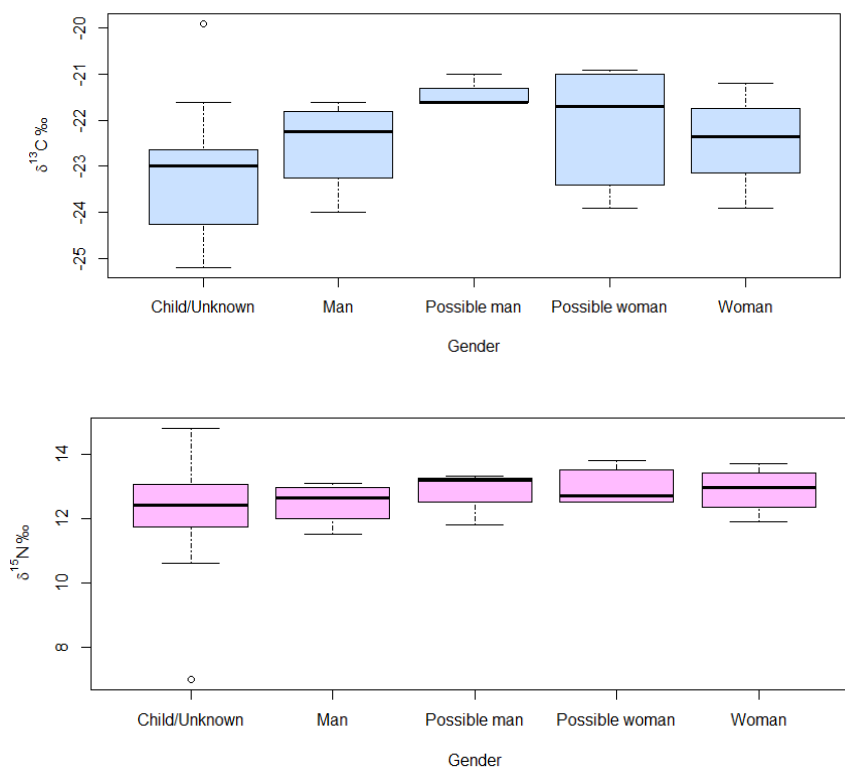 -20
-21
-22
-23
-24
-25
δ¹³C ‰
Child/Unknown Man Possible man Possible woman Woman
Gender
14
12
10
8
δ¹⁵N ‰
Child/Unknown Man Possible man Possible woman Woman
Gender